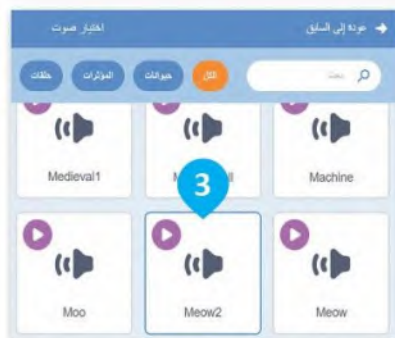 عودة إلى السابق
اختيار صوت
بحث
الكل
حيوانات
المؤثرات
حلقات
Machine
Medieval1
3
Meow
Meow2
Moo